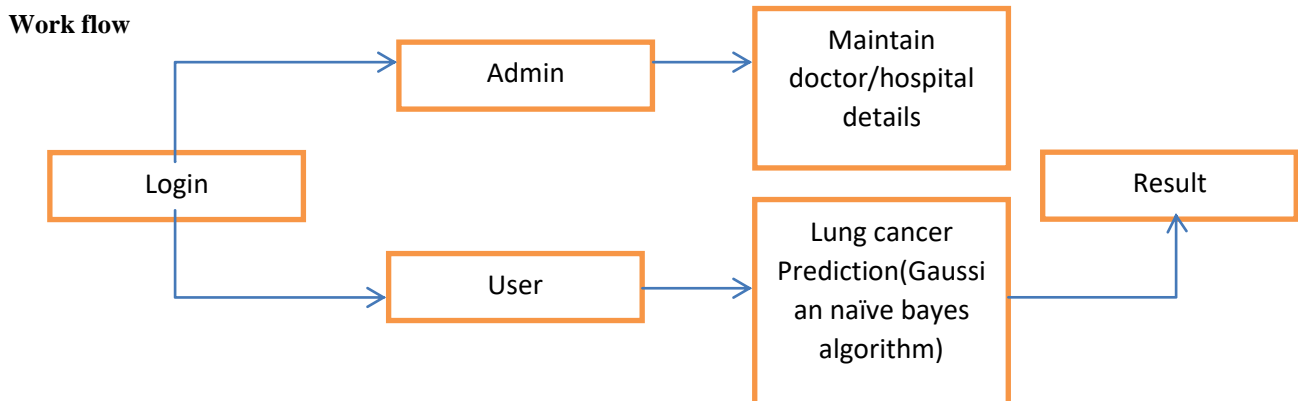 Work flow
Admin
Maintain
doctor/hospital
details
Login
Result
User
Lung cancer
Prediction(Gaussi
an naïve bayes
algorithm)